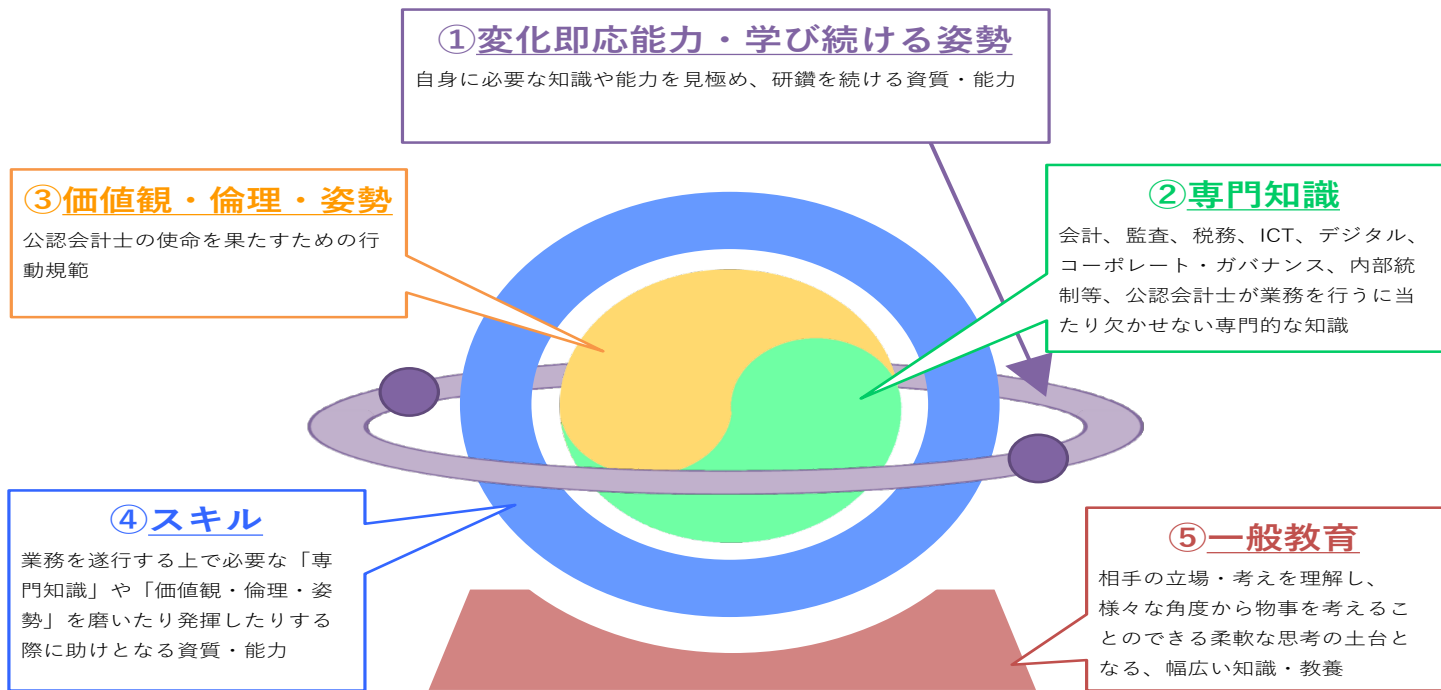 ①変化即応能力・学び続ける姿勢
自身に必要な知識や能力を見極め、研鑽を続ける資質・能力
③価値観・倫理・姿勢
公認会計士の使命を果たすための行
動規範
②専門知識
会計、監査、税務、ICT、デジタル、
コーポレート・ガバナンス、内部統
制等、公認会計士が業務を行うに当
たり欠かせない専門的な知識
④スキル
業務を遂行する上で必要な「専
門知識」や「価値観・倫理・姿
勢」を磨いたり発揮したりする
際に助けとなる資質・能力
⑤一般教育
相手の立場・考えを理解し、
様々な角度から物事を考えるこ
とのできる柔軟な思考の土台と
なる、幅広い知識・教養